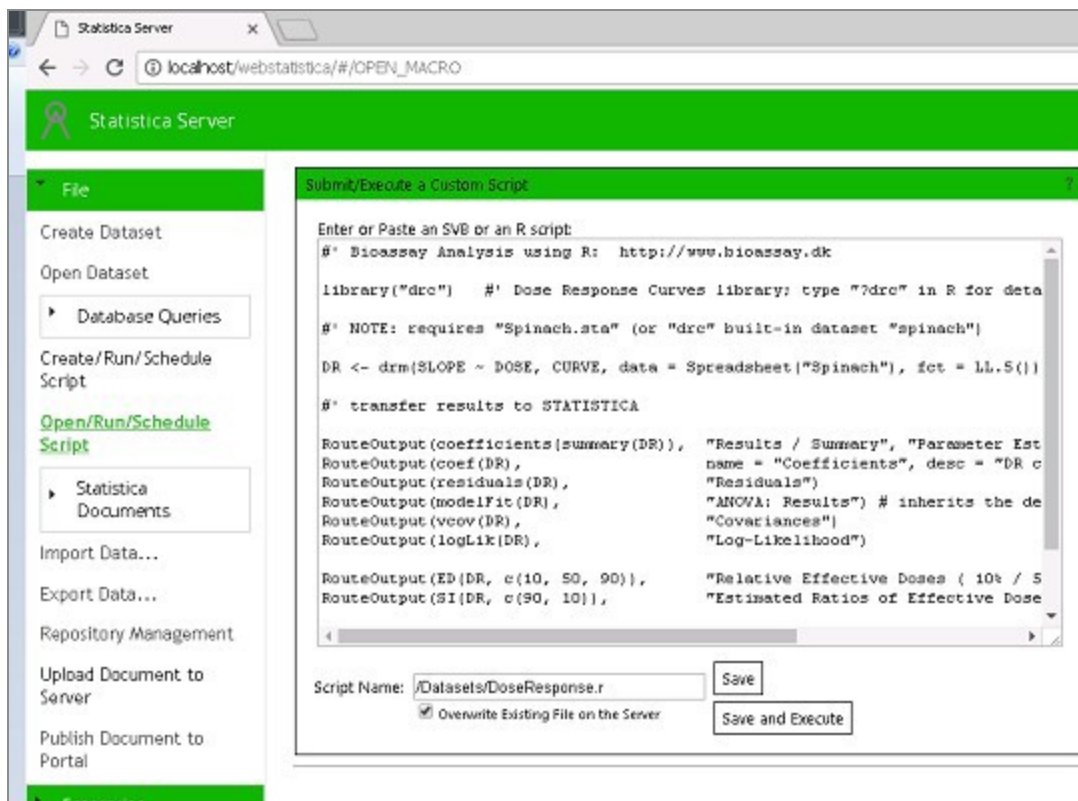 Statistica Server
localhost/webstatistica/#/OPEN_MACRO
Statistica Server
File
Create Dataset
Open Dataset
Database Queries
Create/Run/Schedule
Script
Open/Run/Schedule
Script
Statistica
Documents
Import Data...
Export Data...
Repository Management
Upload Document to
Server
Publish Document to
Portal
Submit/Execute a Custom Script ?
Enter or Paste an SVB or an R script:
#' Bioassay Analysis using R: http://www.bioassay.dk
library("drc") #' Dose Response Curves library; type "?drc" in R for deta
#' NOTE: requires "Spinach.sta" (or "drc" built-in dataset "spinach")
DR <- drm(SLOPE ~ DOSE, CURVE, data = Spreadsheet("Spinach"), fct = LL.5())
#' transfer results to STATISTICA
RouteOutput(coefficients(summary(DR)), "Results / Summary", "Parameter Est
RouteOutput(coef(DR), name = "Coefficients", desc = "DR c
RouteOutput(residuals(DR), "Residuals")
RouteOutput(modelFit(DR), "ANOVA: Results") # inherits the de
RouteOutput(vcov(DR), "Covariances")
RouteOutput(logLik(DR), "Log-Likelihood")
RouteOutput(ED(DR, c(10, 50, 90)), "Relative Effective Doses ( 10% / 5
RouteOutput(SI(DR, c(90, 10)), "Estimated Ratios of Effective Dose
Script Name: /Datasets/DoseResponse.r Save
Overwrite Existing File on the Server
Save and Execute